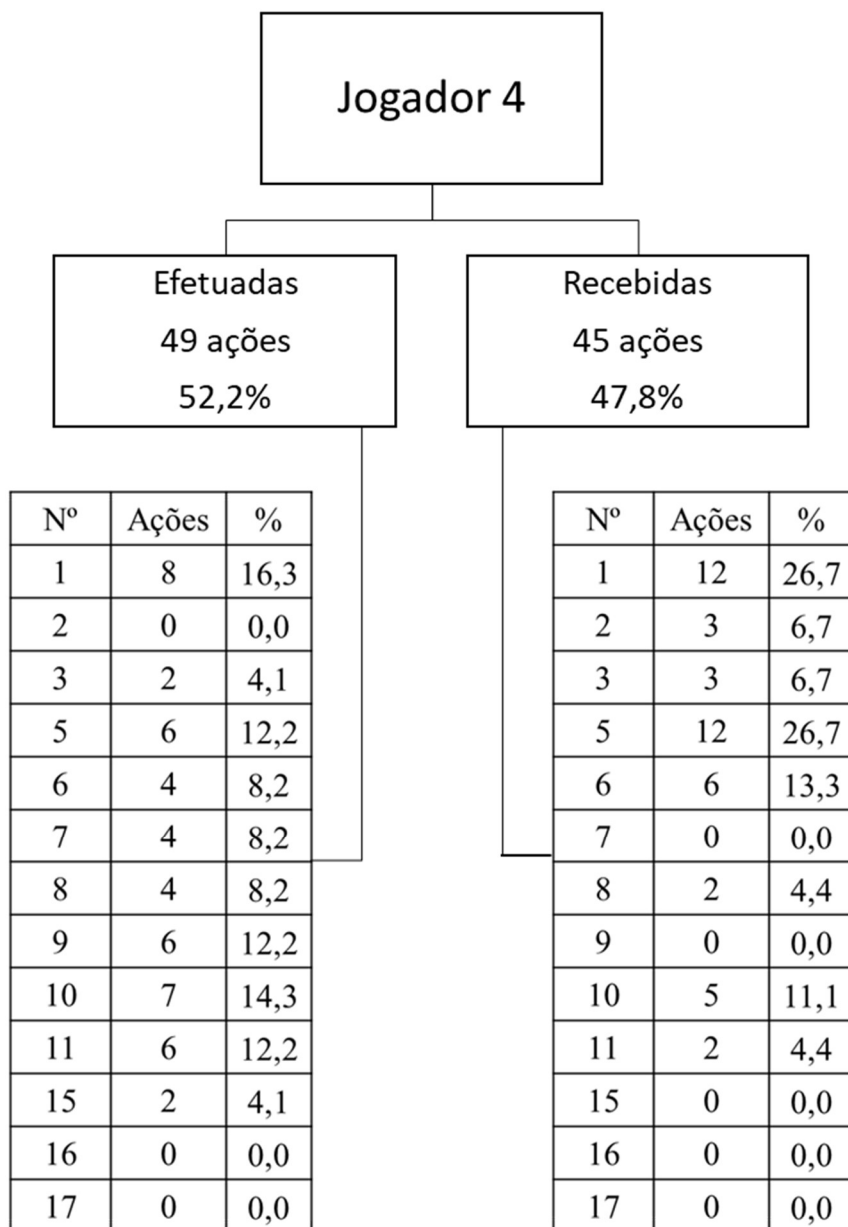 Jogador 4
Efetuadas
49 ações
52,2%
Recebidas
45 ações
47,8%
Nº Ações %
1 8 16,3
2 0 0,0
3 2 4,1
5 6 12,2
6 4 8,2
7 4 8,2
8 4 8,2
9 6 12,2
10 7 14,3
11 6 12,2
15 2 4,1
16 0 0,0
17 0 0,0
Nº Ações %
1 12 26,7
2 3 6,7
3 3 6,7
5 12 26,7
6 6 13,3
7 0 0,0
8 2 4,4
9 0 0,0
10 5 11,1
11 2 4,4
15 0 0,0
16 0 0,0
17 0 0,0